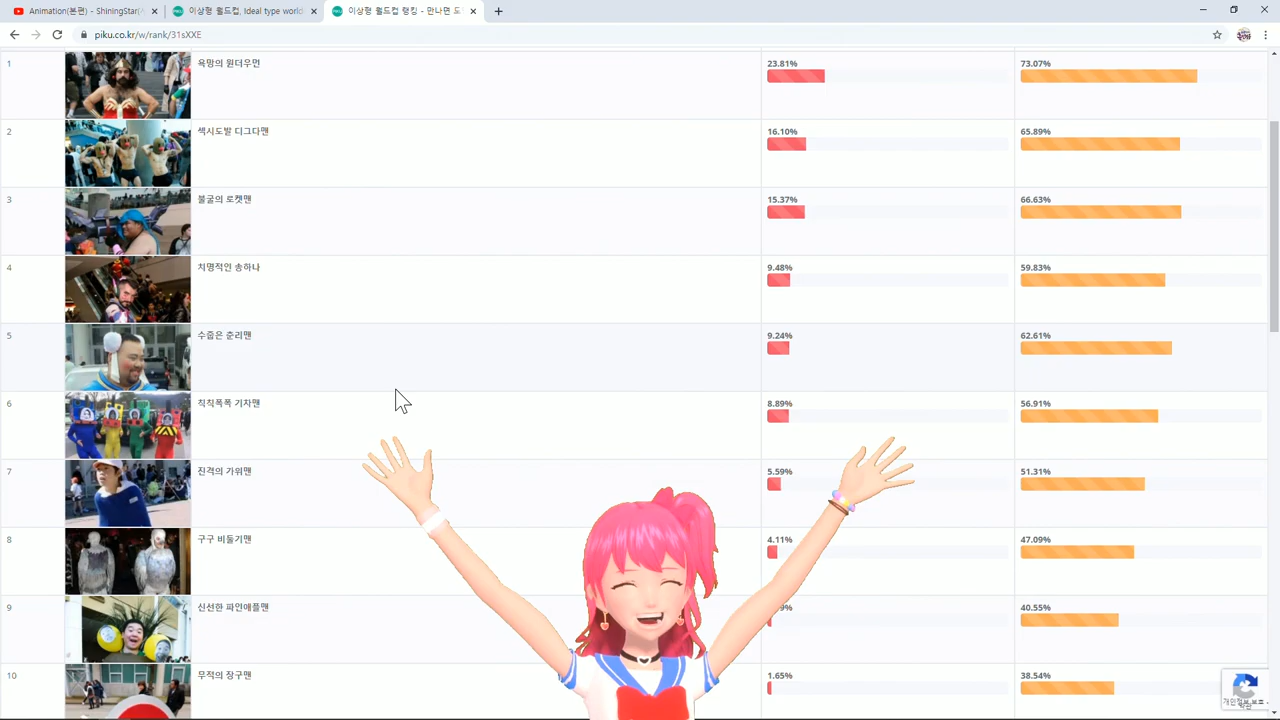 Animation(본편) - ShiningStar(
이상형 월드컵, Ideal type world
이상형 월드컵 랭킹 - 만나면 도
piku.co.kr/w/rank/31sXXE
1 욕망의 원더우먼 23.81% 73.07%
2 섹시도발 디그다맨 16.10% 65.89%
3 불굴의 로켓맨 15.37% 66.63%
4 치명적인 송하나 9.48% 59.83%
5 수줍은 춘리맨 9.24% 62.61%
6 칙칙폭폭 기차맨 8.89% 56.91%
7 진격의 가위맨 5.59% 51.31%
8 구구 비둘기맨 4.11% 47.09%
9 신선한 파인애플맨 40.55%
10 무적의 장구맨 1.65% 38.54%
개인정보 보호